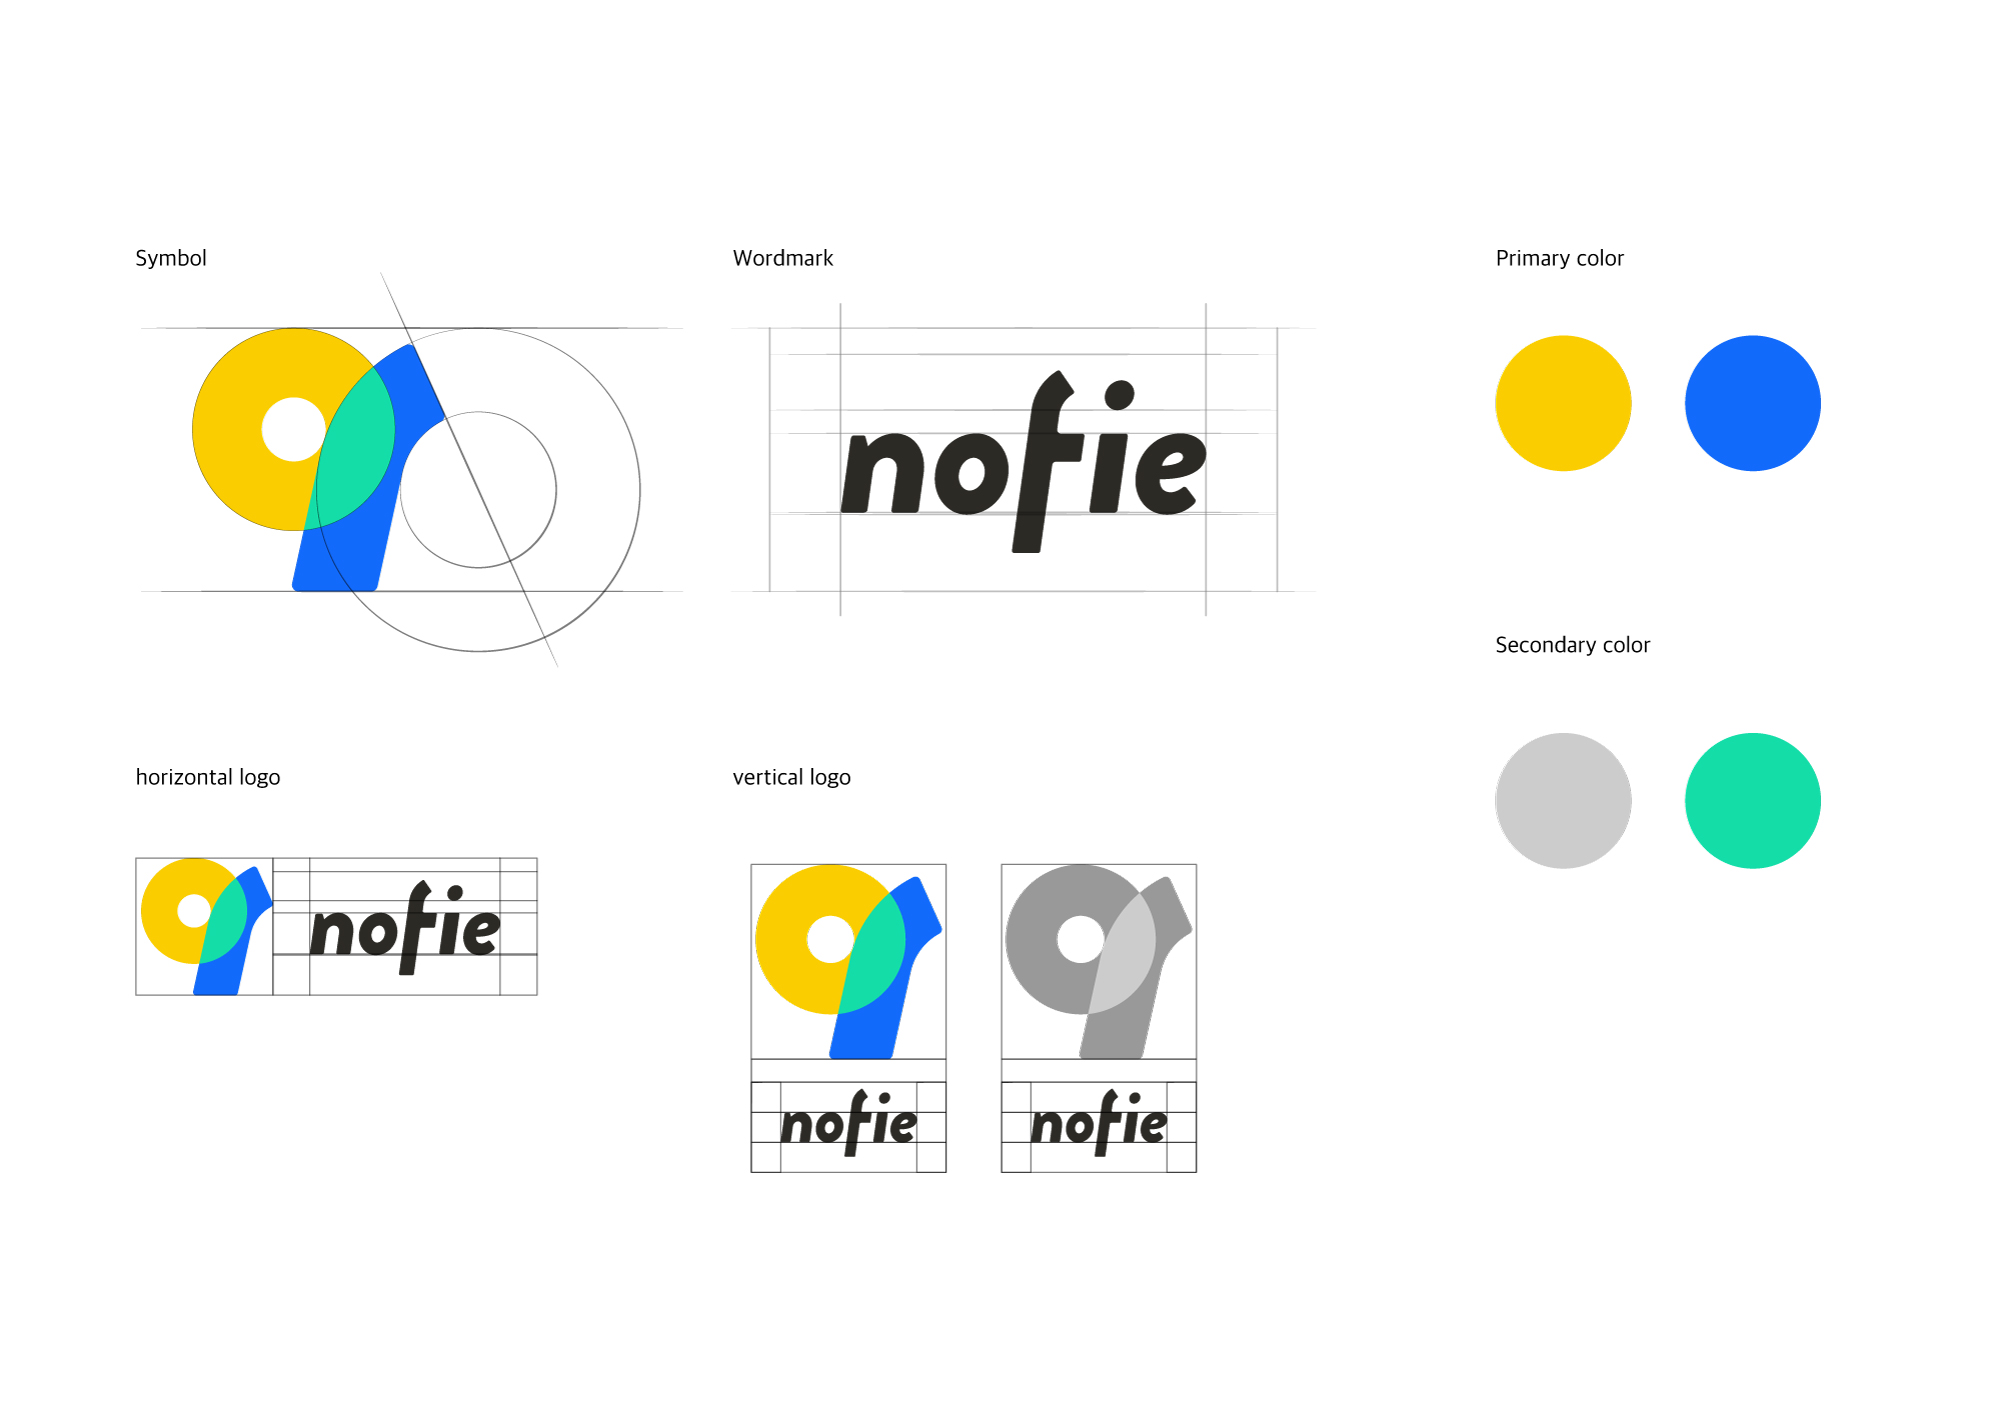 Symbol
Wordmark
Primary color
nofie
Secondary color
horizontal logo
vertical logo
nofie
nofie
nofie